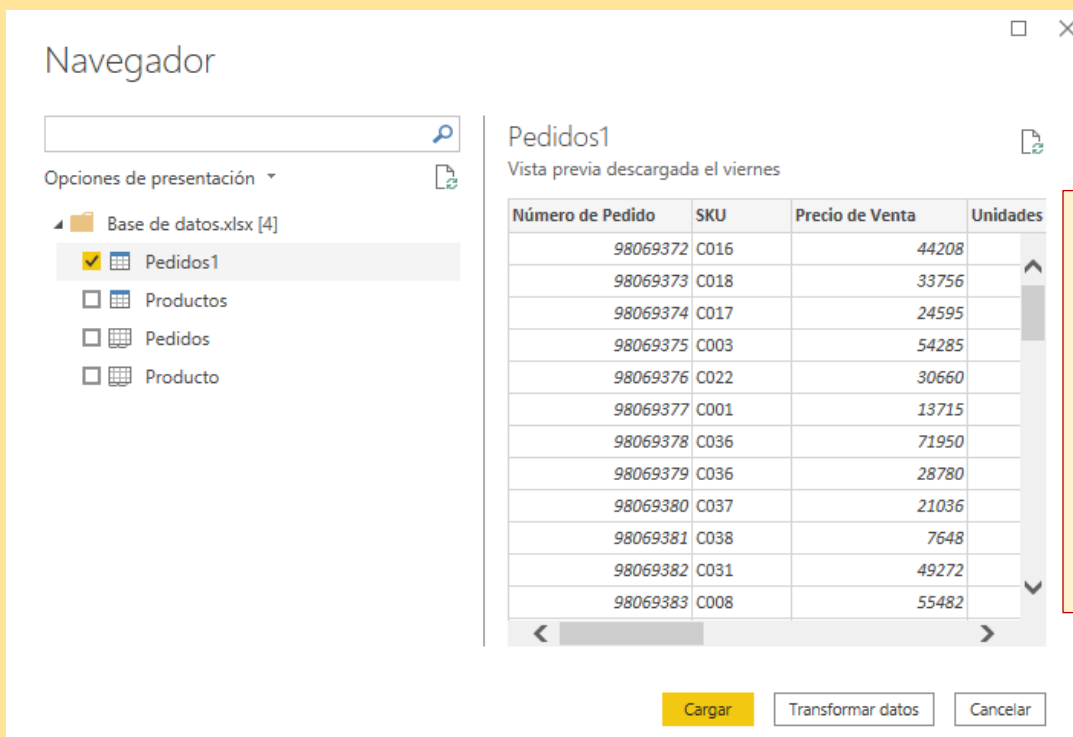 Navegador
Opciones de presentación
Base de datos.xlsx [4]
Pedidos1
Productos
Pedidos
Producto
Pedidos1
Vista previa descargada el viernes
Número de Pedido SKU Precio de Venta Unidades
98069372 C016 44208
98069373 C018 33756
98069374 C017 24595
98069375 C003 54285
98069376 C022 30660
98069377 C001 13715
98069378 C036 71950
98069379 C036 28780
98069380 C037 21036
98069381 C038 7648
98069382 C031 49272
98069383 C008 55482
Cargar Transformar datos Cancelar